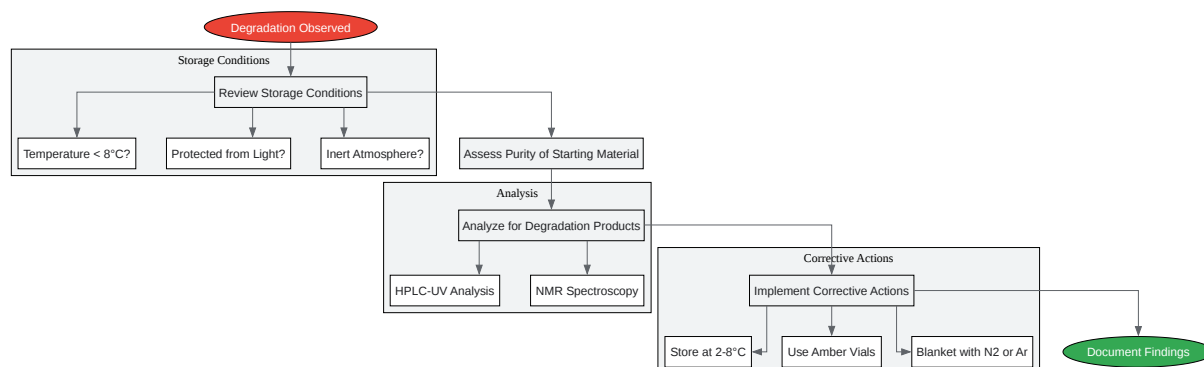 Degradation Observed
Storage Conditions
Review Storage Conditions
Temperature < 8°C?
Protected from Light?
Inert Atmosphere?
Assess Purity of Starting Material
Analysis
Analyze for Degradation Products
HPLC-UV Analysis
NMR Spectroscopy
Corrective Actions
Implement Corrective Actions
Store at 2-8°C
Use Amber Vials
Blanket with N2 or Ar
Document Findings